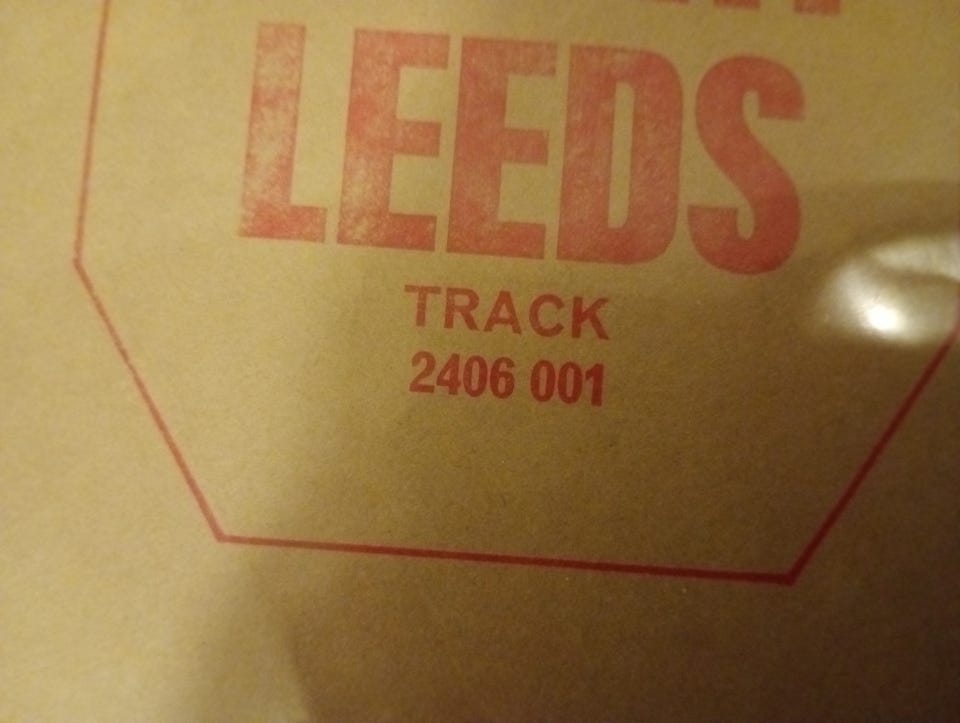 LEEDS
TRACK
2406 001